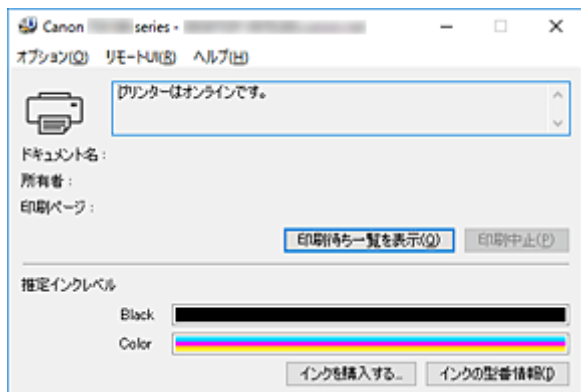 Canon series -
オプション(O) リモートUI(R) ヘルプ(H)
プリンターはオンラインです。
ドキュメント名 :
所有者 :
印刷ページ :
印刷待ち一覧を表示(Q) 印刷中止(P)
推定インクレベル
Black
Color
インクを購入する... インクの型番情報(I)